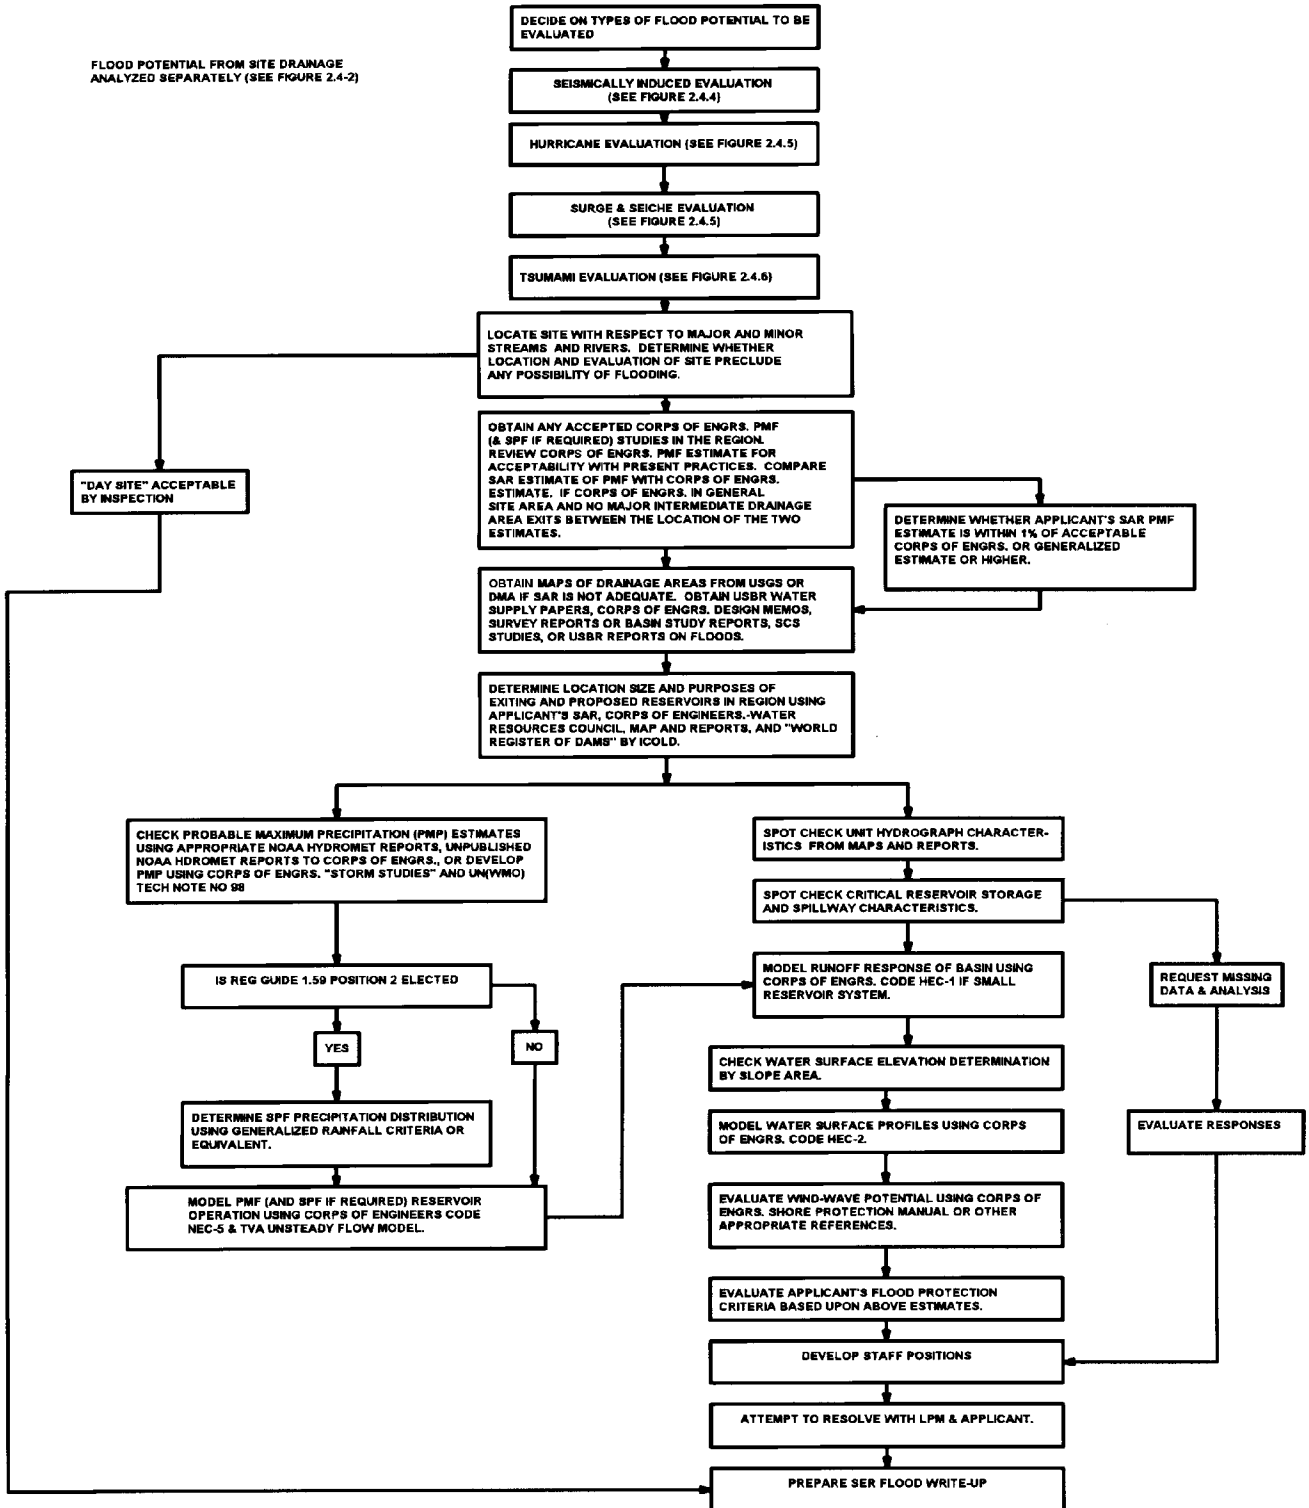 DECIDE ON TYPES OF FLOOD POTENTIAL TO BE
EVALUATED
FLOOD POTENTIAL FROM SITE DRAINAGE
ANALYZED SEPARATELY (SEE FIGURE 2.4-2)
SEISMICALLY INDUCED EVALUATION
(SEE FIGURE 2.4.4)
HURRICANE EVALUATION (SEE FIGURE 2.4.5)
SURGE & SEICHE EVALUATION
(SEE FIGURE 2.4.5)
TSUMAMI EVALUATION (SEE FIGURE 2.4.6)
LOCATE SITE WITH RESPECT TO MAJOR AND MINOR
STREAMS AND RIVERS. DETERMINE WHETHER
LOCATION AND EVALUATION OF SITE PRECLUDE
ANY POSSIBILITY OF FLOODING.
"DAY SITE" ACCEPTABLE
BY INSPECTION
OBTAIN ANY ACCEPTED CORPS OF ENGRS. PMF
(& SPF IF REQUIRED) STUDIES IN THE REGION.
REVIEW CORPS OF ENGRS. PMF ESTIMATE FOR
ACCEPTABILITY WITH PRESENT PRACTICES. COMPARE
SAR ESTIMATE OF PMF WITH CORPS OF ENGRS.
ESTIMATE. IF CORPS OF ENGRS. IN GENERAL
SITE AREA AND NO MAJOR INTERMEDIATE DRAINAGE
AREA EXITS BETWEEN THE LOCATION OF THE TWO
ESTIMATES.
DETERMINE WHETHER APPLICANT'S SAR PMF
ESTIMATE IS WITHIN 1% OF ACCEPTABLE
CORPS OF ENGRS. OR GENERALIZED
ESTIMATE OR HIGHER.
OBTAIN MAPS OF DRAINAGE AREAS FROM USGS OR
DMA IF SAR IS NOT ADEQUATE. OBTAIN USBR WATER
SUPPLY PAPERS, CORPS OF ENGRS. DESIGN MEMOS,
SURVEY REPORTS OR BASIN STUDY REPORTS, SCS
STUDIES, OR USBR REPORTS ON FLOODS.
DETERMINE LOCATION SIZE AND PURPOSES OF
EXITING AND PROPOSED RESERVOIRS IN REGION USING
APPLICANT'S SAR, CORPS OF ENGINEERS.-WATER
RESOURCES COUNCIL, MAP AND REPORTS, AND "WORLD
REGISTER OF DAMS" BY ICOLD.
CHECK PROBABLE MAXIMUM PRECIPITATION (PMP) ESTIMATES
USING APPROPRIATE NOAA HYDROMET REPORTS, UNPUBLISHED
NOAA HDROMET REPORTS TO CORPS OF ENGRS., OR DEVELOP
PMP USING CORPS OF ENGRS. "STORM STUDIES" AND UN(WMO)
TECH NOTE NO 98
IS REG GUIDE 1.59 POSITION 2 ELECTED
YES
NO
DETERMINE SPF PRECIPITATION DISTRIBUTION
USING GENERALIZED RAINFALL CRITERIA OR
EQUIVALENT.
MODEL PMF (AND SPF IF REQUIRED) RESERVOIR
OPERATION USING CORPS OF ENGINEERS CODE
NEC-5 & TVA UNSTEADY FLOW MODEL.
SPOT CHECK UNIT HYDROGRAPH CHARACTER-
ISTICS FROM MAPS AND REPORTS.
SPOT CHECK CRITICAL RESERVOIR STORAGE
AND SPILLWAY CHARACTERISTICS.
MODEL RUNOFF RESPONSE OF BASIN USING
CORPS OF ENGRS. CODE HEC-1 IF SMALL
RESERVOIR SYSTEM.
REQUEST MISSING
DATA & ANALYSIS
CHECK WATER SURFACE ELEVATION DETERMINATION
BY SLOPE AREA.
MODEL WATER SURFACE PROFILES USING CORPS
OF ENGRS. CODE HEC-2.
EVALUATE RESPONSES
EVALUATE WIND-WAVE POTENTIAL USING CORPS OF
ENGRS. SHORE PROTECTION MANUAL OR OTHER
APPROPRIATE REFERENCES.
EVALUATE APPLICANT'S FLOOD PROTECTION
CRITERIA BASED UPON ABOVE ESTIMATES.
DEVELOP STAFF POSITIONS
ATTEMPT TO RESOLVE WITH LPM & APPLICANT.
PREPARE SER FLOOD WRITE-UP